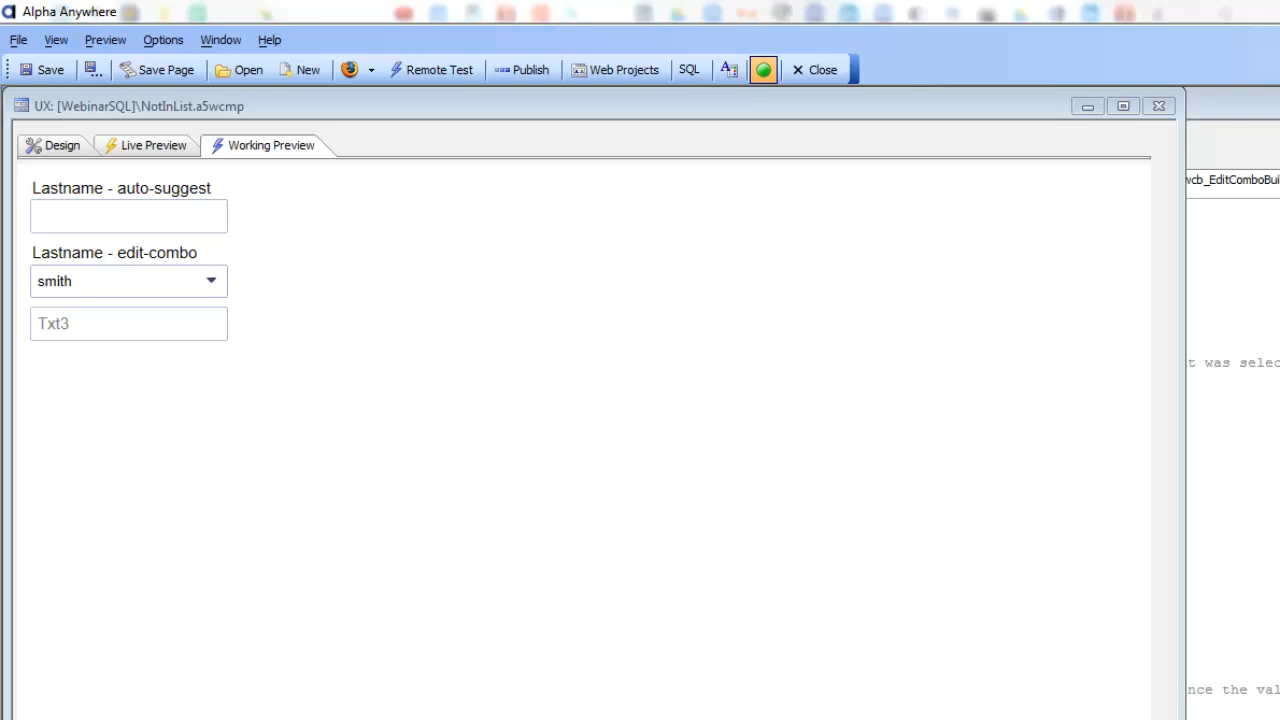 Alpha Anywhere
File View Preview Options Window Help
Save Save Page Open New Remote Test Publish Web Projects SQL Close
UX: [WebinarSQL]\NotInList.a5wcmp
Design Live Preview Working Preview
Lastname - auto-suggest
Lastname - edit-combo
smith
Txt3
wcb_EditComboBui
t was selec
nce the val